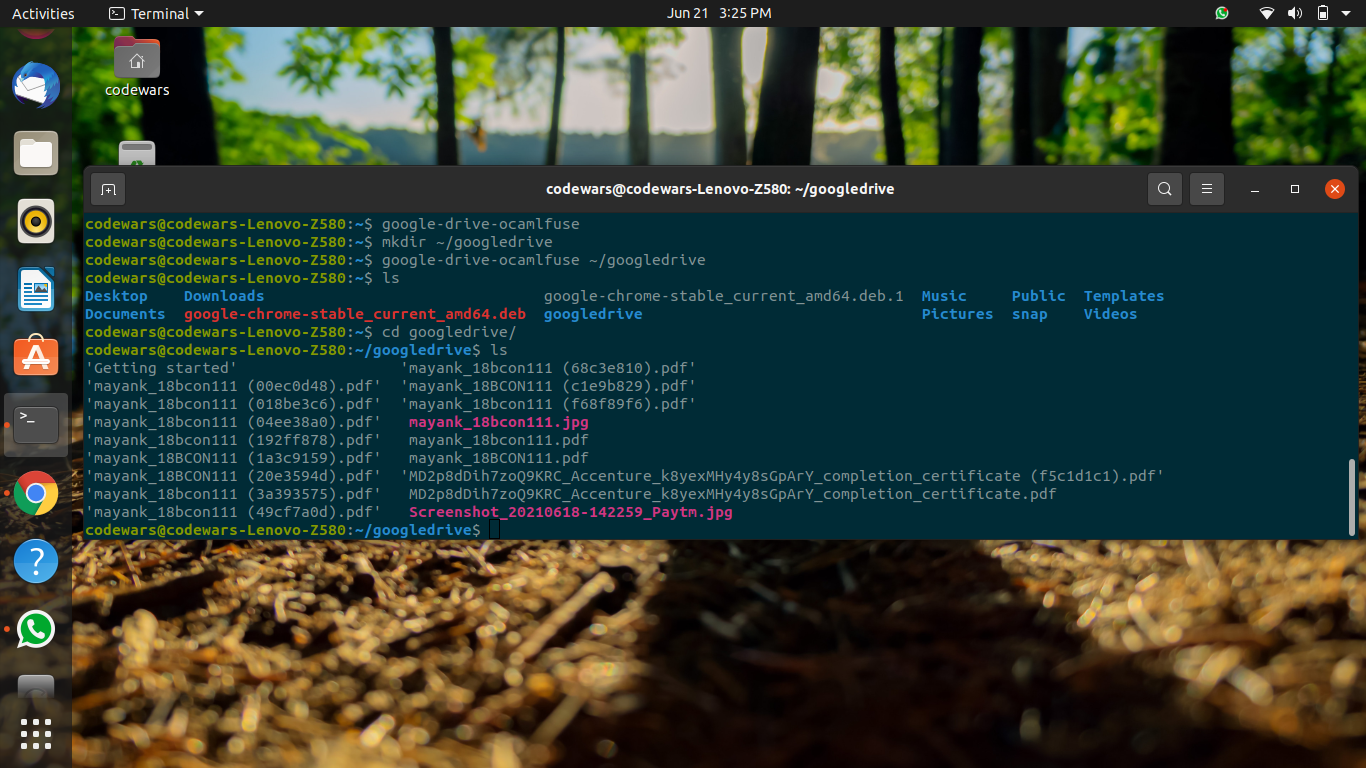 Activities Terminal Jun 21 3:25 PM
codewars
codewars@codewars-Lenovo-Z580: ~/googledrive
codewars@codewars-Lenovo-Z580:~$ google-drive-ocamlfuse
codewars@codewars-Lenovo-Z580:~$ mkdir ~/googledrive
codewars@codewars-Lenovo-Z580:~$ google-drive-ocamlfuse ~/googledrive
codewars@codewars-Lenovo-Z580:~$ ls
Desktop Downloads google-chrome-stable_current_amd64.deb.1 Music Public Templates
Documents google-chrome-stable_current_amd64.deb googledrive Pictures snap Videos
codewars@codewars-Lenovo-Z580:~$ cd googledrive/
codewars@codewars-Lenovo-Z580:~/googledrive$ ls
'Getting started' 'mayank_18bcon111 (68c3e810).pdf'
'mayank_18bcon111 (00ec0d48).pdf' 'mayank_18BCON111 (c1e9b829).pdf'
'mayank_18bcon111 (018be3c6).pdf' 'mayank_18bcon111 (f68f89f6).pdf'
'mayank_18bcon111 (04ee38a0).pdf' mayank_18bcon111.jpg
'mayank_18bcon111 (192ff878).pdf' mayank_18bcon111.pdf
'mayank_18BCON111 (1a3c9159).pdf' mayank_18BCON111.pdf
'mayank_18BCON111 (20e3594d).pdf' 'MD2p8dDih7zoQ9KRC_Accenture_k8yexMHy4y8sGpArY_completion_certificate (f5c1d1c1).pdf'
'mayank_18bcon111 (3a393575).pdf' MD2p8dDih7zoQ9KRC_Accenture_k8yexMHy4y8sGpArY_completion_certificate.pdf
'mayank_18bcon111 (49cf7a0d).pdf' Screenshot_20210618-142259_Paytm.jpg
codewars@codewars-Lenovo-Z580:~/googledrive$